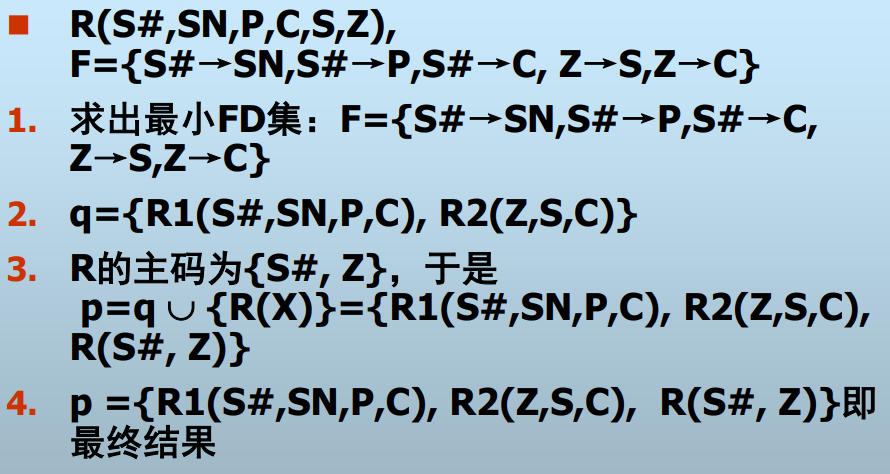 R(S#,SN,P,C,S,Z),
F={S#→SN,S#→P,S#→C, Z→S,Z→C}
1. 求出最小FD集：F={S#→SN,S#→P,S#→C,
Z→S,Z→C}
2. q={R1(S#,SN,P,C), R2(Z,S,C)}
3. R的主码为{S#, Z}，于是
p=q ∪ {R(X)}={R1(S#,SN,P,C), R2(Z,S,C),
R(S#, Z)}
4. p ={R1(S#,SN,P,C), R2(Z,S,C), R(S#, Z)}即
最终结果